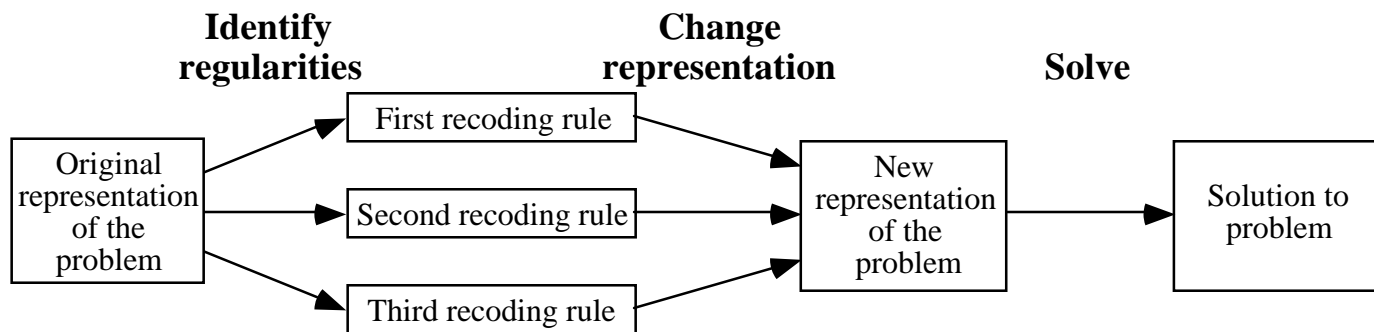 Identify
regularities
Change
representation
Solve
Original
representation
of the
problem
First recoding rule
Second recoding rule
Third recoding rule
New
representation
of the
problem
Solution to
problem